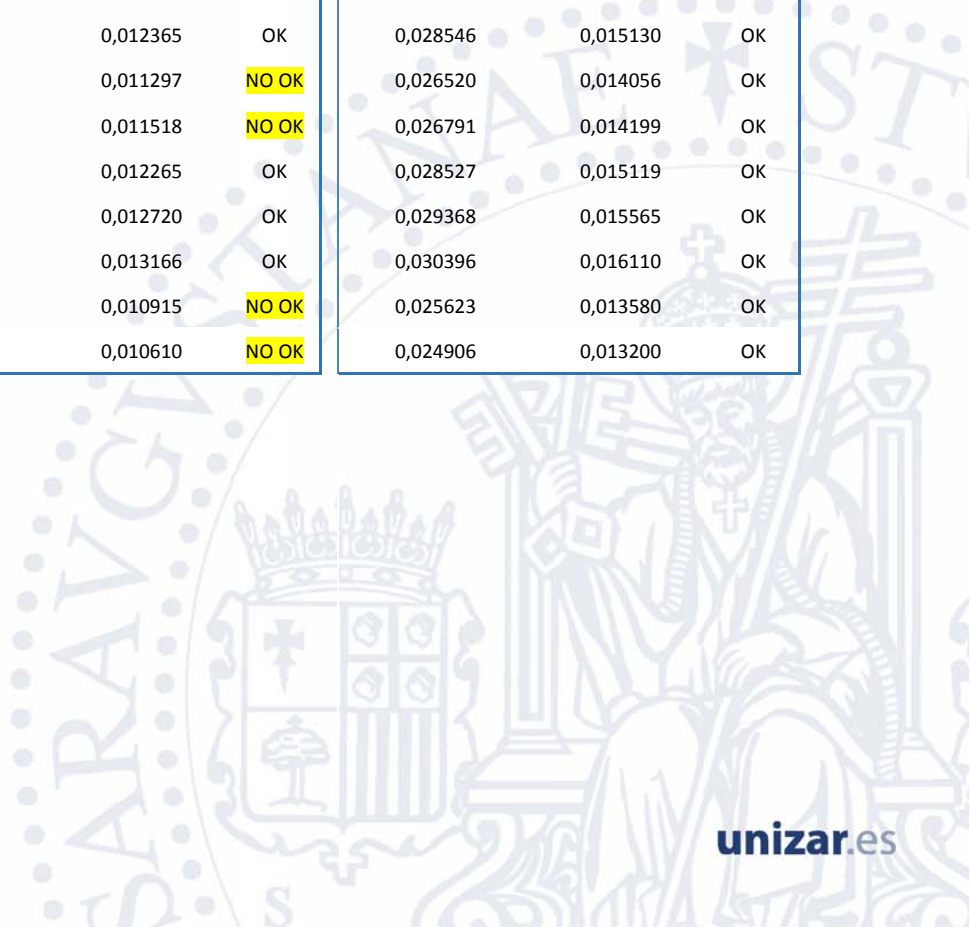 0,012365 OK 0,028546 0,015130 OK
0,011297 NO OK 0,026520 0,014056 OK
0,011518 NO OK 0,026791 0,014199 OK
0,012265 OK 0,028527 0,015119 OK
0,012720 OK 0,029368 0,015565 OK
0,013166 OK 0,030396 0,016110 OK
0,010915 NO OK 0,025623 0,013580 OK
0,010610 NO OK 0,024906 0,013200 OK
unizar.es